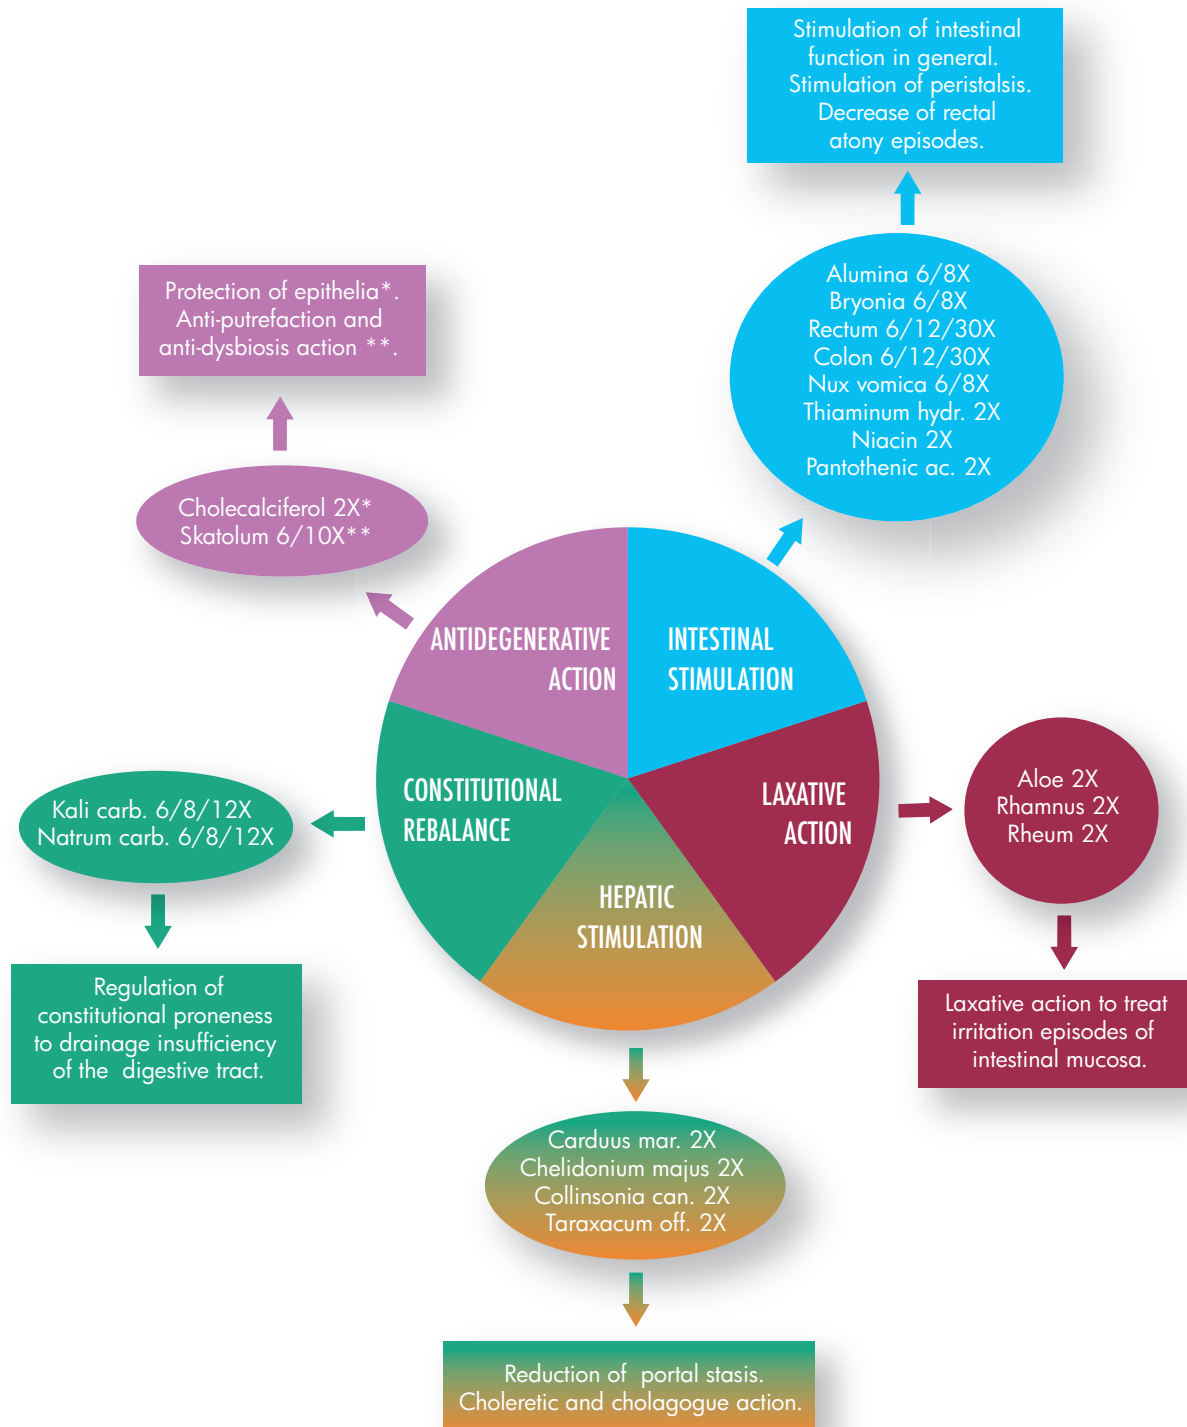 Stimulation of intestinal
function in general.
Stimulation of peristalsis.
Decrease of rectal
atony episodes.
Alumina 6/8X
Bryonia 6/8X
Rectum 6/12/30X
Colon 6/12/30X
Nux vomica 6/8X
Thiaminum hydr. 2X
Niacin 2X
Pantothenic ac. 2X
Protection of epithelia*.
Anti-putrefaction and
anti-dysbiosis action **.
Cholecalciferol 2X*
Skatolum 6/10X**
ANTIDEGENERATIVE
ACTION
INTESTINAL
STIMULATION
CONSTITUTIONAL
REBALANCE
LAXATIVE
ACTION
HEPATIC
STIMULATION
Kali carb. 6/8/12X
Natrum carb. 6/8/12X
Regulation of
constitutional proneness
to drainage insufficiency
of the digestive tract.
Aloe 2X
Rhamnus 2X
Rheum 2X
Laxative action to treat
irritation episodes of
intestinal mucosa.
Carduus mar. 2X
Chelidonium majus 2X
Collinsonia can. 2X
Taraxacum off. 2X
Reduction of portal stasis.
Choleretic and cholagogue action.